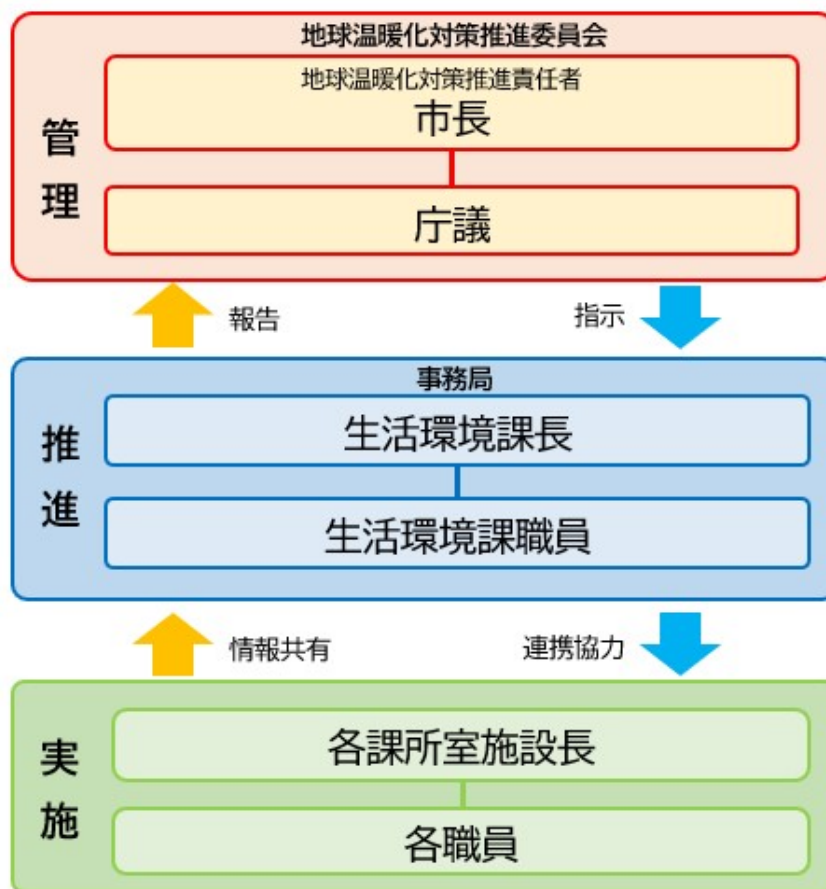 地球温暖化対策推進委員会
地球温暖化対策推進責任者
市長
管理
庁議
報告
指示
事務局
生活環境課長
推進
生活環境課職員
情報共有
連携協力
各課所室施設長
実施
各職員